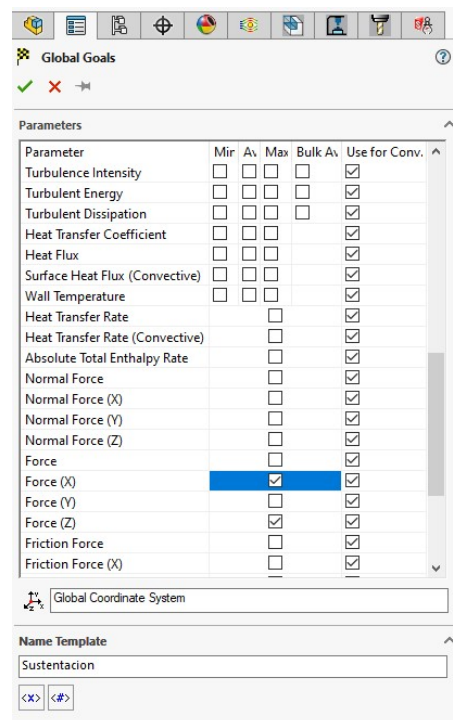 Global Goals
Parameters
Parameter Mir Av Max Bulk Av Use for Conv.
Turbulence Intensity
Turbulent Energy
Turbulent Dissipation
Heat Transfer Coefficient
Heat Flux
Surface Heat Flux (Convective)
Wall Temperature
Heat Transfer Rate
Heat Transfer Rate (Convective)
Absolute Total Enthalpy Rate
Normal Force
Normal Force (X)
Normal Force (Y)
Normal Force (Z)
Force
Force (X)
Force (Y)
Force (Z)
Friction Force
Friction Force (X)
Global Coordinate System
Name Template
Sustentacion
<x> <#>